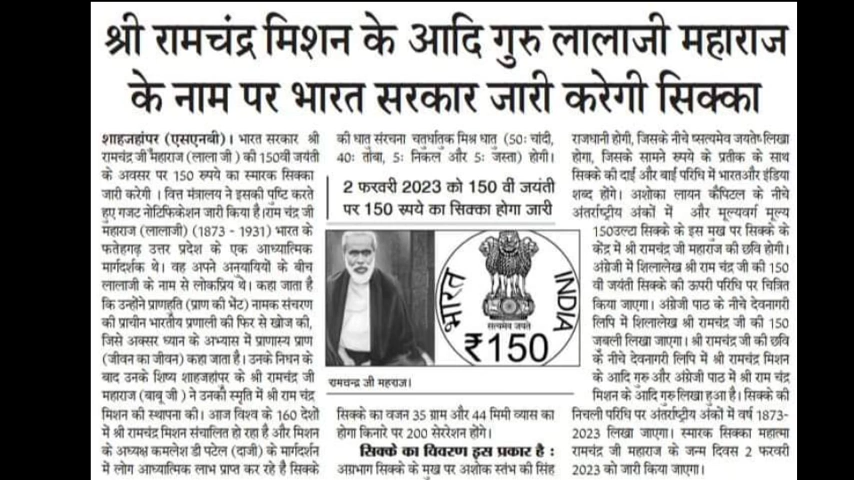 श्री रामचंद्र मिशन के आदि गुरु लालाजी महाराज
के नाम पर भारत सरकार जारी करेगी सिक्का
शाहजहांपुर (एसएनबी)। भारत सरकार श्री
रामचंद्र जी महाराज (लाला जी ) की 150वीं जयंती
के अवसर पर 150 रुपये का स्मारक सिक्का
जारी करेगी । वित्त मंत्रालय ने इसकी पुष्टि करते
हुए गजट नोटिफिकेशन जारी किया है।राम चंद्र जी
महाराज (लालाजी) (1873 - 1931) भारत के
फतेहगढ़ उत्तर प्रदेश के एक आध्यात्मिक
मार्गदर्शक थे। वह अपने अनुयायियों के बीच
लालाजी के नाम से लोकप्रिय थे। कहा जाता है
कि उन्होंने प्राणहुति (प्राण की भेंट) नामक संचरण
की प्राचीन भारतीय प्रणाली की फिर से खोज की,
जिसे अक्सर ध्यान के अभ्यास में प्राणास्य प्राण
(जीवन का जीवन) कहा जाता है। उनके निधन के
बाद उनके शिष्य शाहजहांपुर के श्री रामचंद्र जी
महाराज (बाबू जी ) ने उनकी स्मृति में श्री राम चंद्र
मिशन की स्थापना की। आज विश्व के 160 देशों
में श्री रामचंद्र मिशन संचालित हो रहा है और मिशन
के अध्यक्ष कमलेश डी पटेल (दाजी) के मार्गदर्शन
में लोग आध्यात्मिक लाभ प्राप्त कर रहे है सिक्के
की धातु संरचना चतुर्धातुक मिश्र धातु (50ः चांदी,
40ः तांबा, 5ः निकल और 5ः जस्ता) होगी।
2 फरवरी 2023 को 150 वी जयंती
पर 150 रुपये का सिक्का होगा जारी
भारत
INDIA
सत्यमेव जयते
₹150
रामचन्द्र जी महराज।
सिक्के का वजन 35 ग्राम और 44 मिमी व्यास का
होगा किनारे पर 200 सेररेशन होंगे।
सिक्के का विवरण इस प्रकार है :
अग्रभाग सिक्के के मुख पर अशोक स्तंभ की सिंह
राजधानी होगी, जिसके नीचे ष्सत्यमेव जयतेष् लिखा
होगा, जिसके सामने रुपये के प्रतीक के साथ
सिक्के की दाईं और बाईं परिधि में भारतऔर इंडिया
शब्द होंगे। अशोका लायन कैपिटल के नीचे
अंतर्राष्ट्रीय अंकों में और मूल्यवर्ग मूल्य
150उल्टा सिक्के के इस मुख पर सिक्के के
केंद्र में श्री रामचंद्र जी महाराज की छवि होगी।
अंग्रेजी में शिलालेख श्री राम चंद्र जी की 150
वी जयंती सिक्के की ऊपरी परिधि पर चित्रित
किया जाएगा। अंग्रेजी पाठ के नीचे देवनागरी
लिपि में शिलालेख श्री रामचंद्र जी की 150
जबली लिखा जाएगा। श्री रामचंद्र जी की छवि
के नीचे देवनागरी लिपि में श्री रामचंद्र मिशन
के आदि गुरु और अंग्रेजी पाठ में श्री राम चंद्र
मिशन के आदि गुरु लिखा हुआ है। सिक्के की
निचली परिधि पर अंतर्राष्ट्रीय अंकों में वर्ष 1873-
2023 लिखा जाएगा। स्मारक सिक्का महात्मा
रामचंद्र जी महाराज के जन्म दिवस 2 फरवरी
2023 को जारी किया जाएगा।